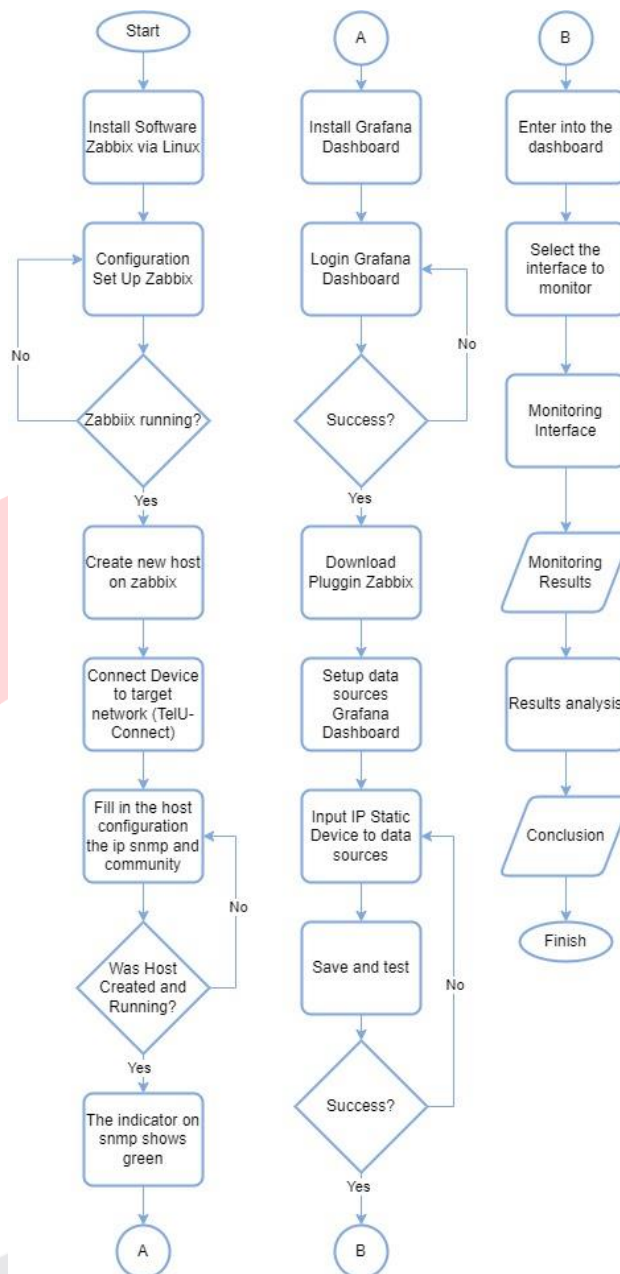 Start
Install Software
Zabbix via Linux
Configuration
Set Up Zabbix
No
Zabbiix running?
Yes
Create new host
on zabbix
Connect Device
to target
network (TelU-
Connect)
Fill in the host
configuration
the ip snmp and
community
No
Was Host
Created and
Running?
Yes
The indicator on
snmp shows
green
A
A
Install Grafana
Dashboard
Login Grafana
Dashboard
No
Success?
Yes
Download
Pluggin Zabbix
Setup data
sources
Grafana
Dashboard
Input IP Static
Device to data
sources
Save and test
No
Success?
Yes
B
B
Enter into the
dashboard
Select the
interface to
monitor
Monitoring
Interface
Monitoring
Results
Results analysis
Conclusion
Finish